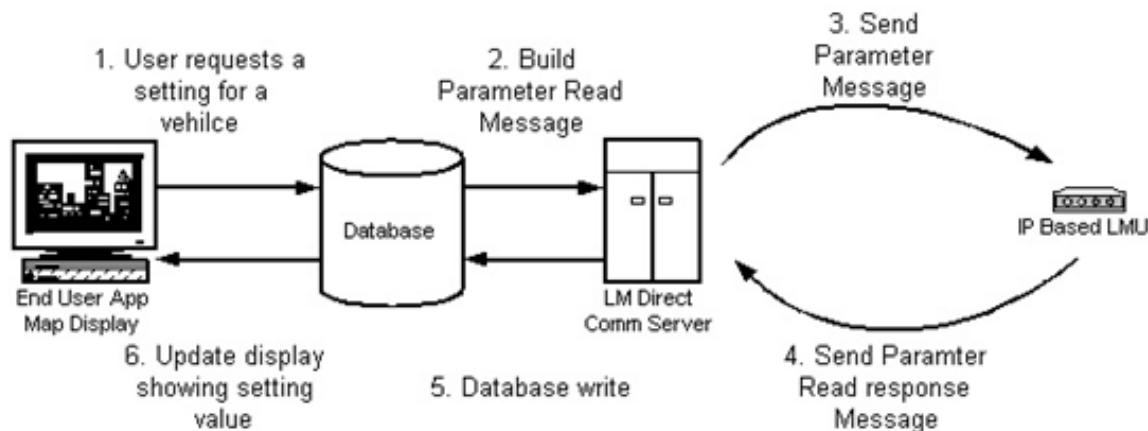 1. User requests a
setting for a
vehilce
2. Build
Parameter Read
Message
3. Send
Parameter
Message
Database
IP Based LMU
End User App
Map Display
LM Direct
Comm Server
6. Update display
showing setting
value
5. Database write
4. Send Paramter
Read response
Message